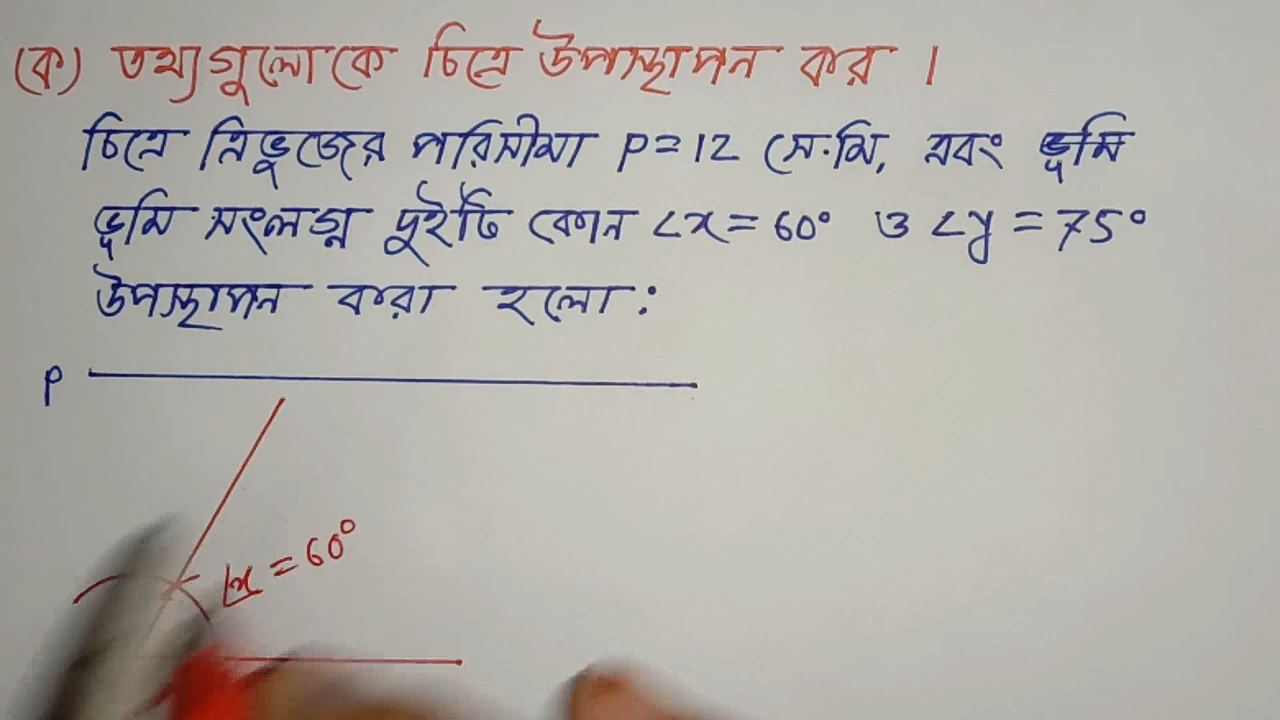 (ক) তথ্যগুলোকে চিত্রে উপস্থাপন কর ।
চিত্রে ত্রিভুজের পরিসীমা P=12 সে.মি, এবং ভূমি
ভূমি সংলগ্ন দুইটি কোন ∠x=60° ও ∠y=75°
উপস্থাপন করা হলো:
P
∠x=60°